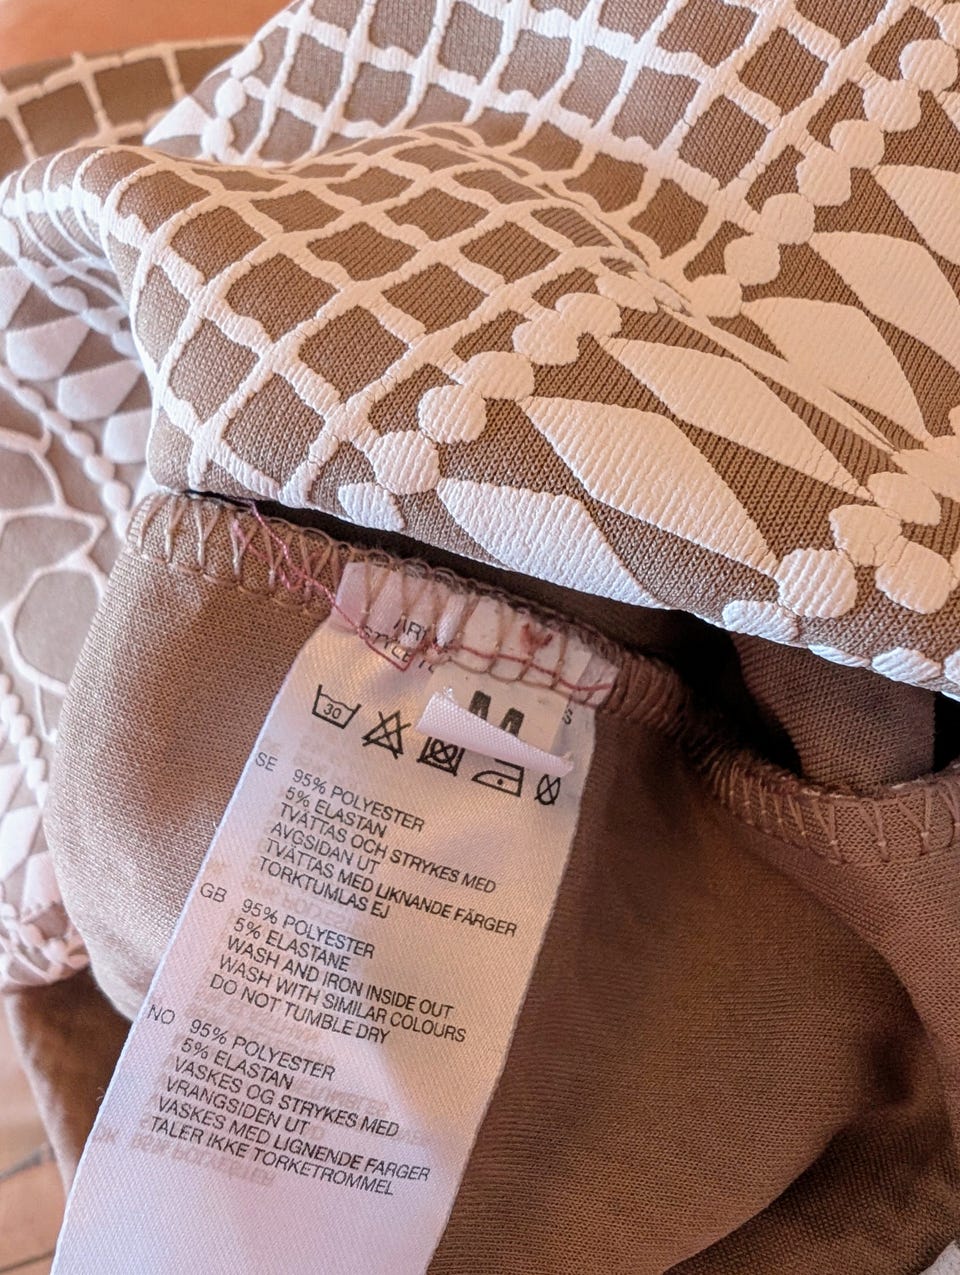 M
S
30
SE
95% POLYESTER
5% ELASTAN
TVÄTTAS OCH STRYKES MED
AVGSIDAN UT
TVÄTTAS MED LIKNANDE FÄRGER
TORKTUMLAS EJ
GB
95% POLYESTER
5% ELASTANE
WASH AND IRON INSIDE OUT
WASH WITH SIMILAR COLOURS
DO NOT TUMBLE DRY
NO
95% POLYESTER
5% ELASTAN
VASKES OG STRYKES MED
VRANGSIDEN UT
VASKES MED LIGNENDE FARGER
TALER IKKE TORKETROMMEL